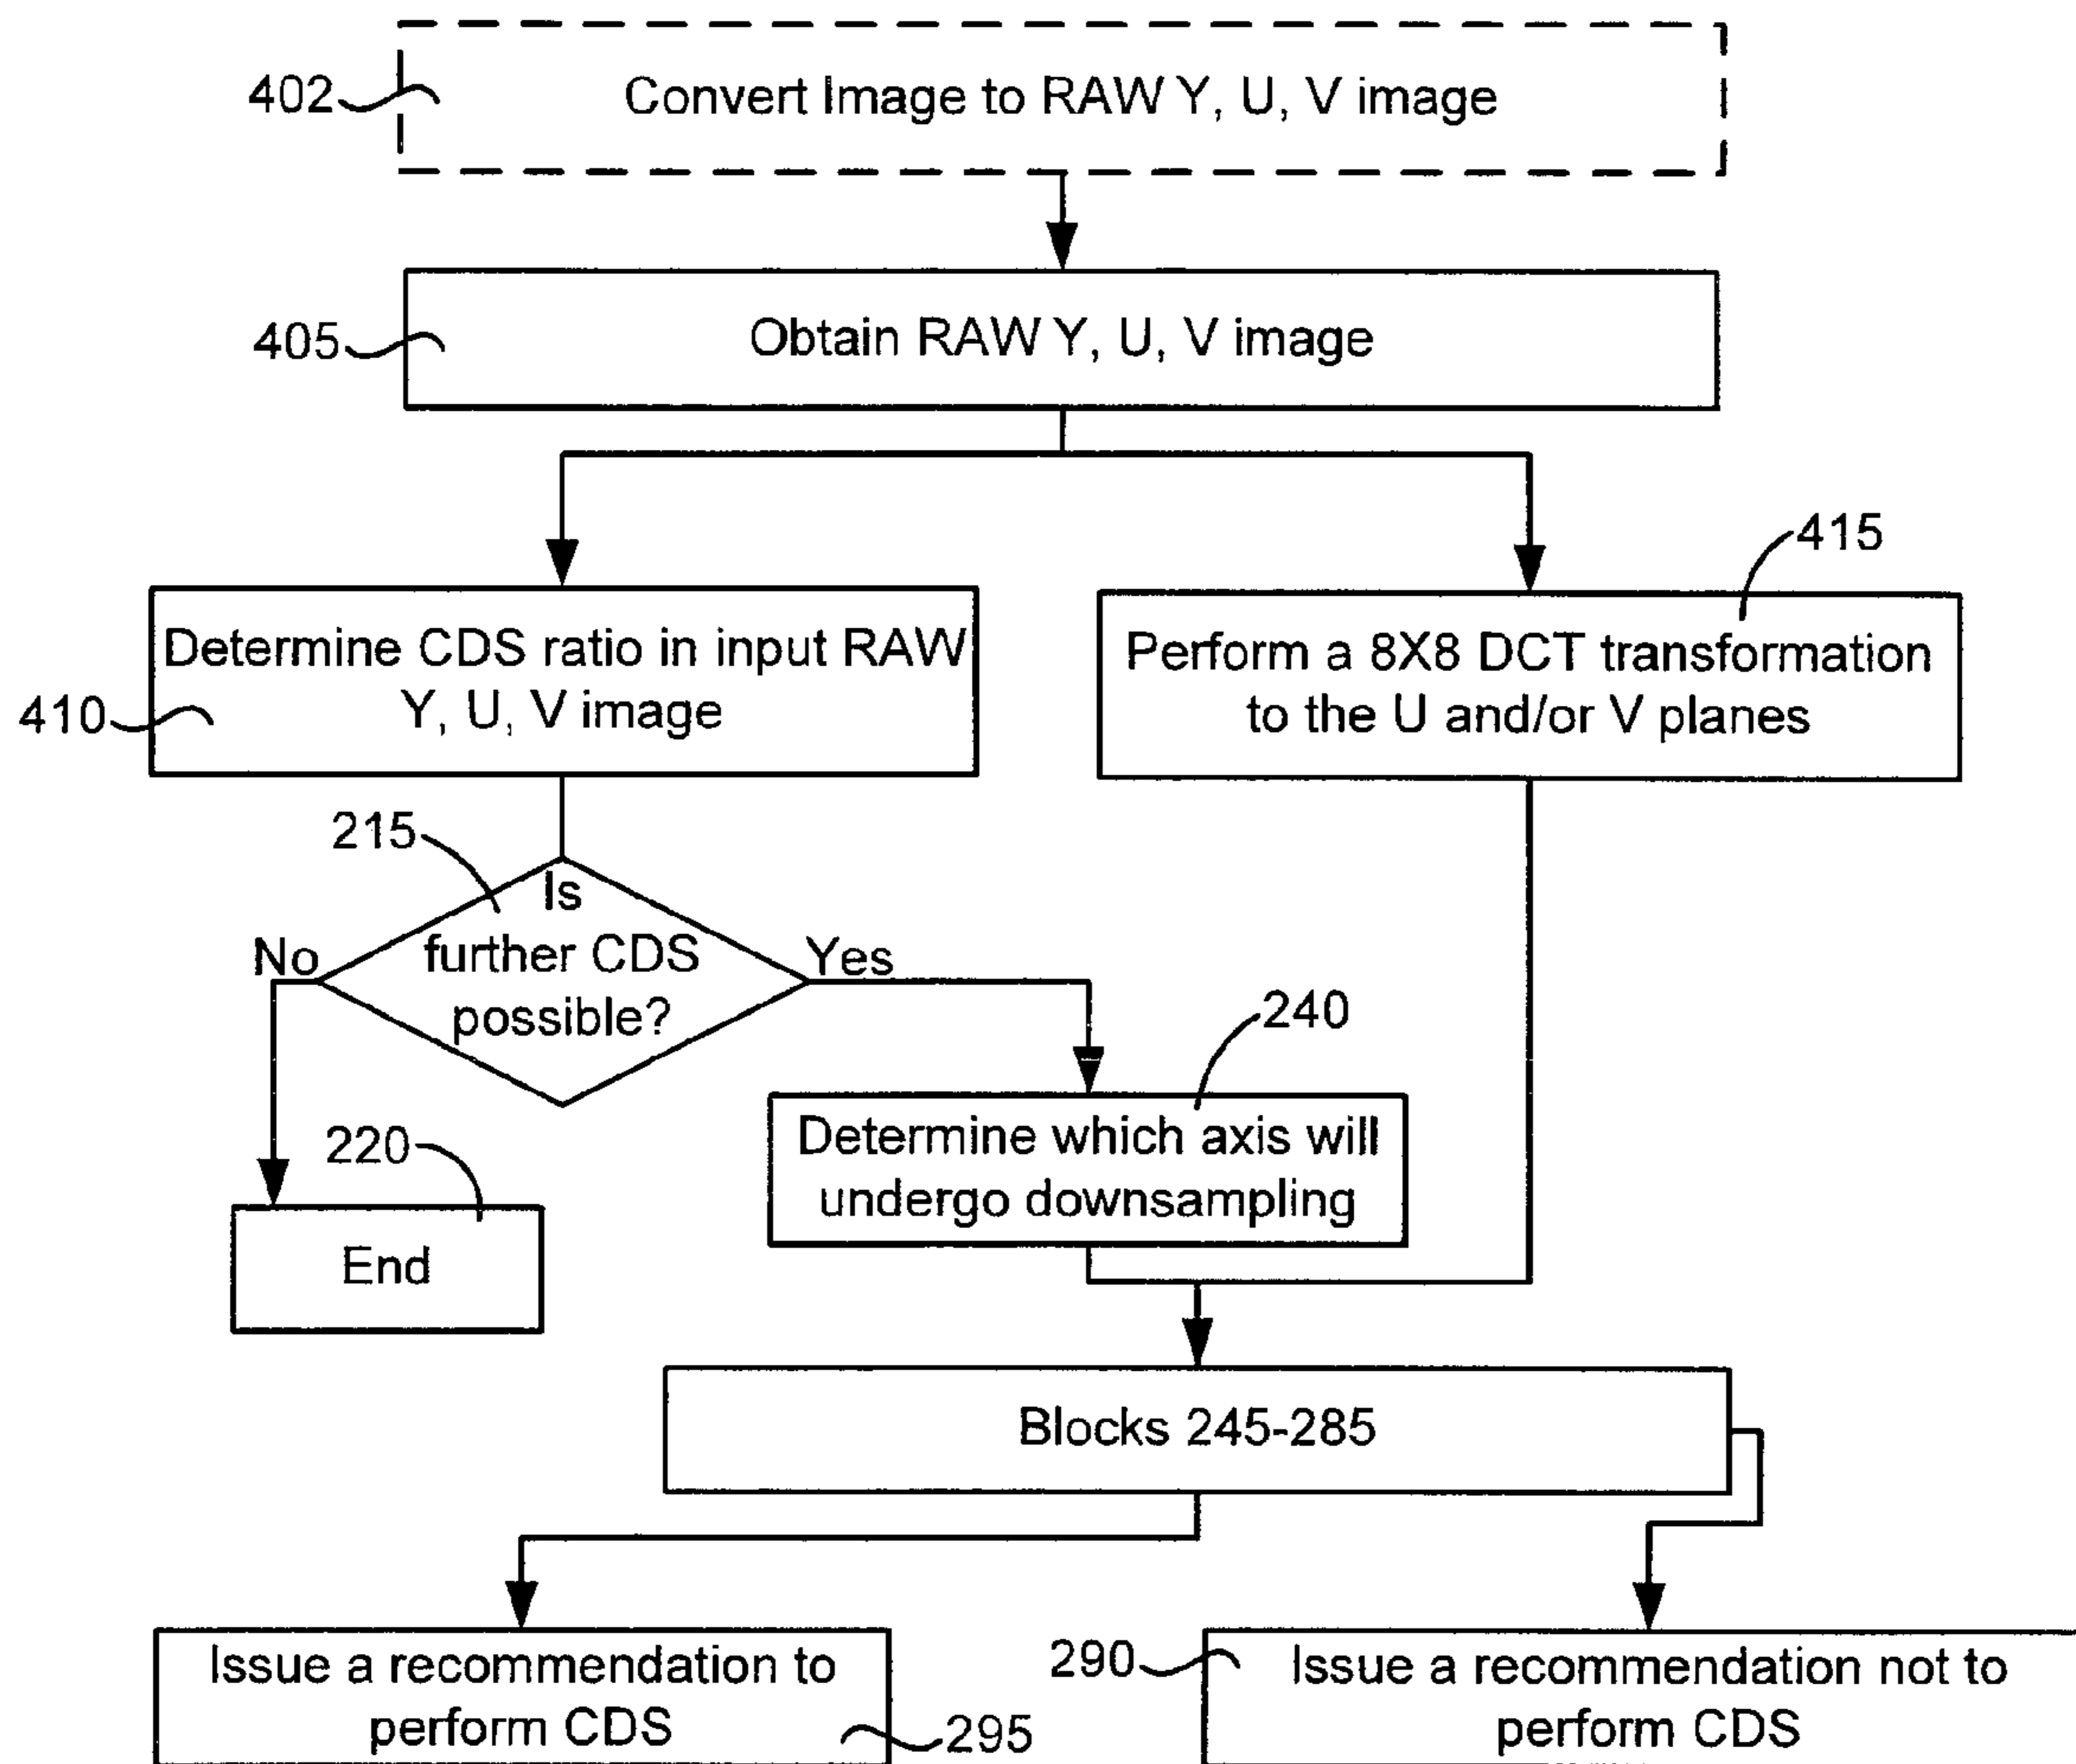 402
Convert Image to RAW Y, U, V image
405
Obtain RAW Y, U, V image
415
Determine CDS ratio in input RAW
Y, U, V image
410
Perform a 8X8 DCT transformation
to the U and/or V planes
215
Is
further CDS
possible?
No
Yes
240
Determine which axis will
undergo downsampling
220
End
Blocks 245-285
Issue a recommendation to
perform CDS
295
290
Issue a recommendation not to
perform CDS